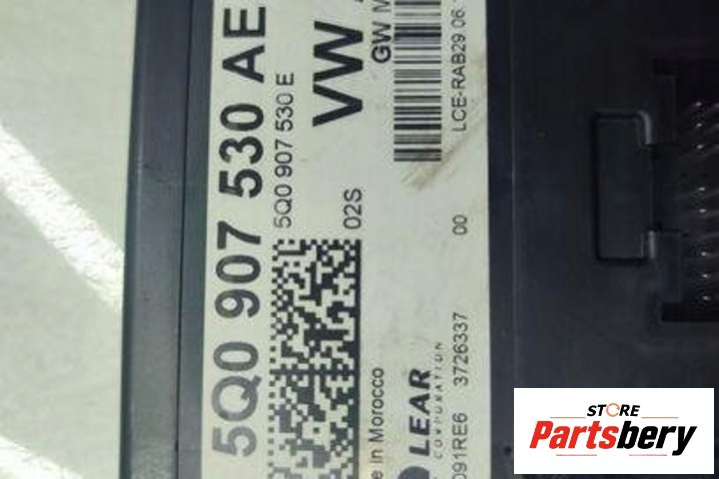 5Q0 907 530 AE
5Q0 907 530 E
VW
02S
GW M
LCE-RAB29 06
00
e in Morocco
LEAR
CORPORATION
091RE6 3726337
STORE
Partsbery